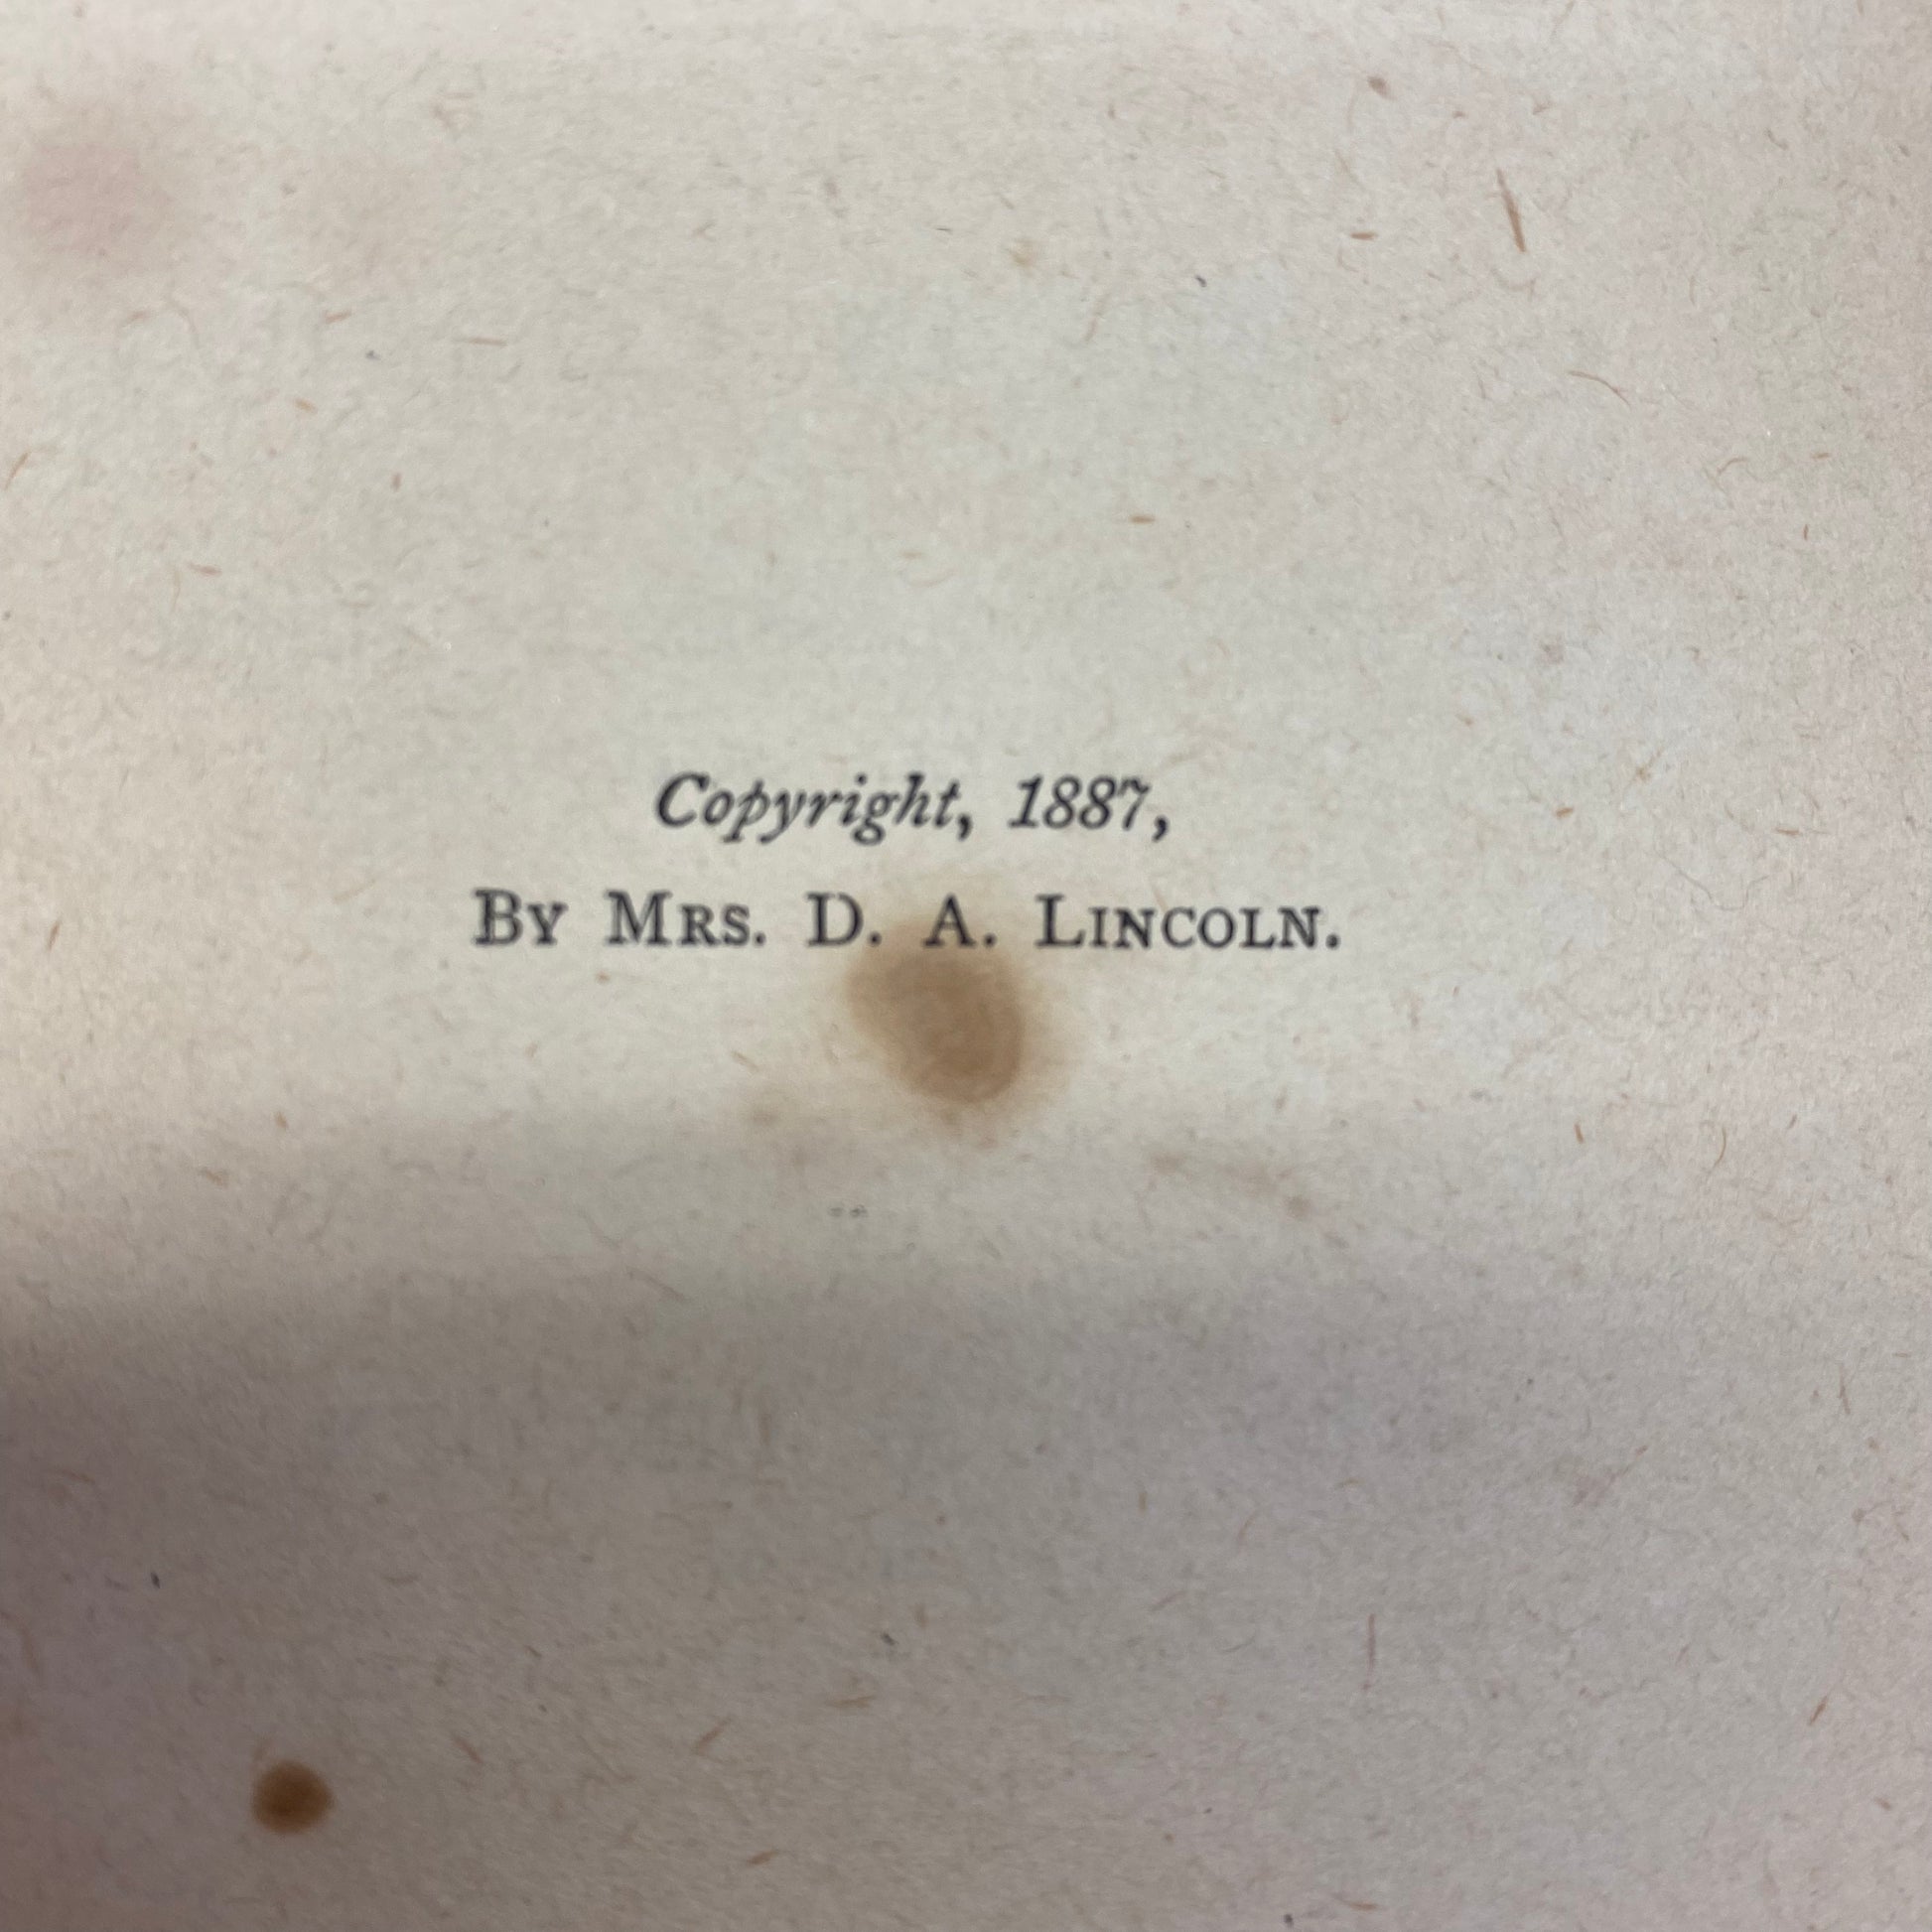 Copyright, 1887,
By Mrs. D. A. Lincoln.